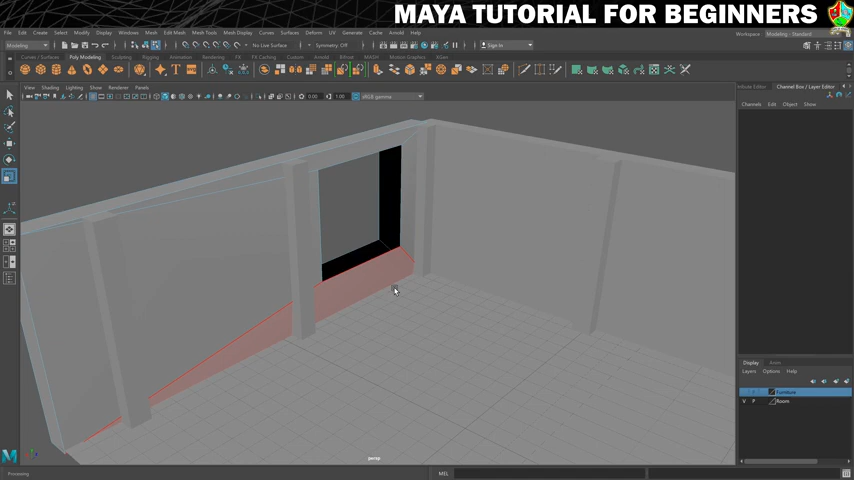 MAYA TUTORIAL FOR BEGINNERS
Workspace Modeling - Standard
File Edit Create Select Modify Display Windows Mesh Edit Mesh Mesh Tools Mesh Display Curves Surfaces Deform UV Generate Cache Arnold Help
Modeling No Live Surface Symmetry: Off Sign In
Curves / Surfaces Poly Modeling Sculpting Rigging Animation Rendering FX FX Caching Custom Arnold Bifrost MASH Motion Graphics XGen
View Shading Lighting Show Renderer Panels
0.00 1.00 sRGB gamma
Attribute Editor Channel Box / Layer Editor
Channels Edit Object Show
Display Anim
Layers Options Help
Furniture
V P Room
persp
Processing MEL